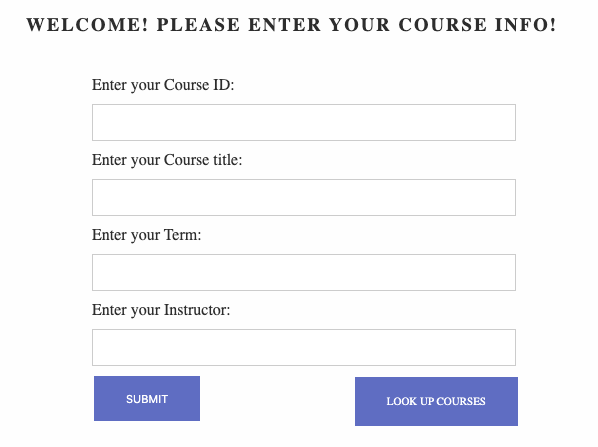 WELCOME! PLEASE ENTER YOUR COURSE INFO!
Enter your Course ID:
Enter your Course title:
Enter your Term:
Enter your Instructor:
SUBMIT
LOOK UP COURSES